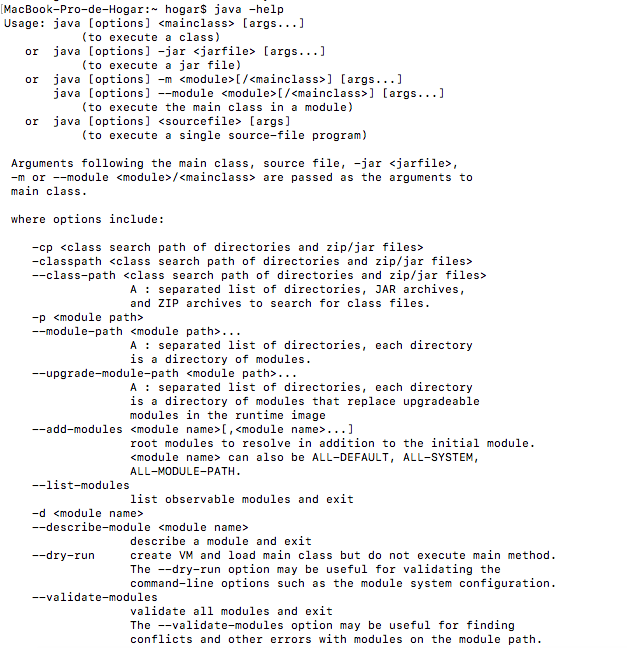 [MacBook-Pro-de-Hogar:~ hogar$ java -help
Usage: java [options] <mainclass> [args...]
           (to execute a class)
   or  java [options] -jar <jarfile> [args...]
           (to execute a jar file)
   or  java [options] -m <module>[/<mainclass>] [args...]
       java [options] --module <module>[/<mainclass>] [args...]
           (to execute the main class in a module)
   or  java [options] <sourcefile> [args]
           (to execute a single source-file program)

 Arguments following the main class, source file, -jar <jarfile>,
 -m or --module <module>/<mainclass> are passed as the arguments to
 main class.

 where options include:

    -cp <class search path of directories and zip/jar files>
    -classpath <class search path of directories and zip/jar files>
    --class-path <class search path of directories and zip/jar files>
                  A : separated list of directories, JAR archives,
                  and ZIP archives to search for class files.
    -p <module path>
    --module-path <module path>...
                  A : separated list of directories, each directory
                  is a directory of modules.
    --upgrade-module-path <module path>...
                  A : separated list of directories, each directory
                  is a directory of modules that replace upgradeable
                  modules in the runtime image
    --add-modules <module name>[,<module name>...]
                  root modules to resolve in addition to the initial module.
                  <module name> can also be ALL-DEFAULT, ALL-SYSTEM,
                  ALL-MODULE-PATH.
    --list-modules
                  list observable modules and exit
    -d <module name>
    --describe-module <module name>
                  describe a module and exit
    --dry-run     create VM and load main class but do not execute main method.
                  The --dry-run option may be useful for validating the
                  command-line options such as the module system configuration.
    --validate-modules
                  validate all modules and exit
                  The --validate-modules option may be useful for finding
                  conflicts and other errors with modules on the module path.